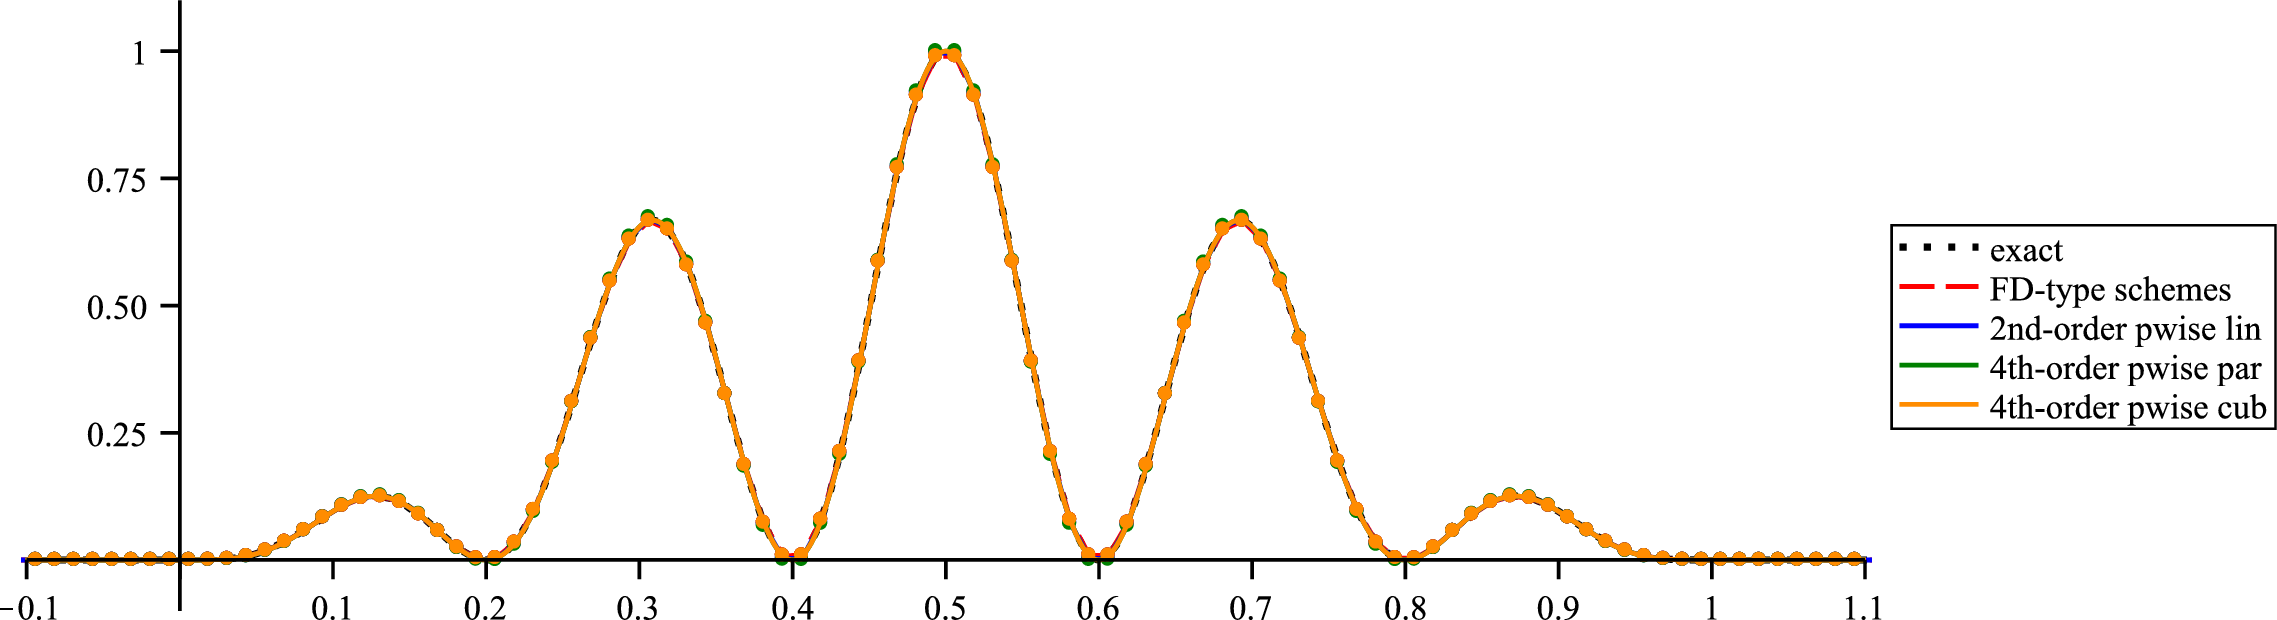 1
0.75
0.50
0.25
−0.1 0.1 0.2 0.3 0.4 0.5 0.6 0.7 0.8 0.9 1 1.1
exact
FD-type schemes
2nd-order pwise lin
4th-order pwise par
4th-order pwise cub